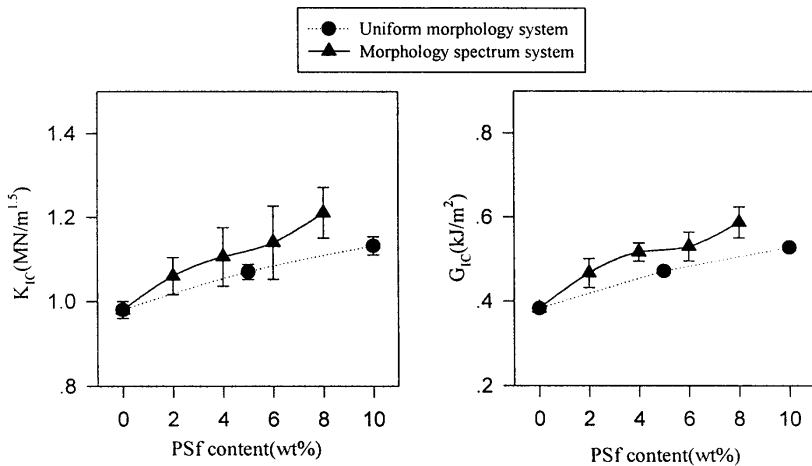 Uniform morphology system
Morphology spectrum system
K_IC(MN/m^1.5)
1.4
1.2
1.0
.8
0 2 4 6 8 10
PSf content(wt%)
G_IC(kJ/m^2)
.8
.6
.4
.2
0 2 4 6 8 10
PSf content(wt%)